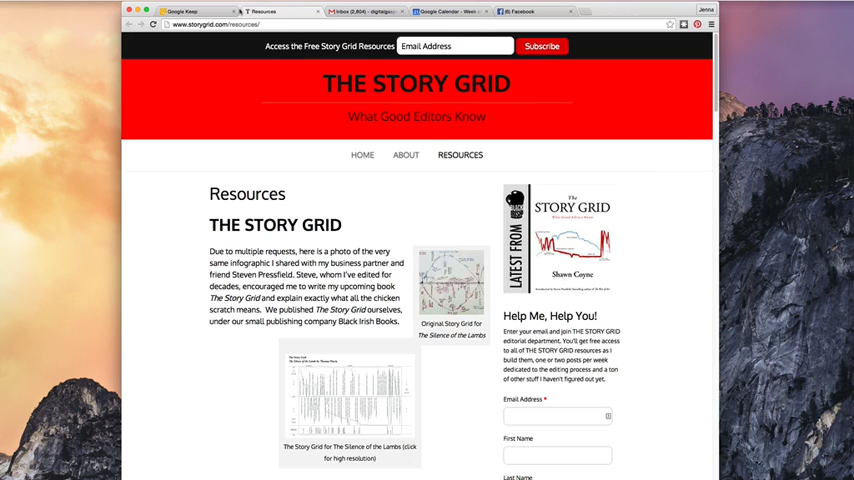 Google Keep
Resources
Inbox (2,804) - digitalgosp
Google Calendar - Week o
(6) Facebook
Jenna
www.storygrid.com/resources/
Access the Free Story Grid Resources
Email Address
Subscribe
THE STORY GRID
What Good Editors Know
HOME
ABOUT
RESOURCES
Resources
THE STORY GRID
Due to multiple requests, here is a photo of the very
same infographic I shared with my business partner and
friend Steven Pressfield. Steve, whom I've edited for
decades, encouraged me to write my upcoming book
The Story Grid and explain exactly what all the chicken
scratch means. We published The Story Grid ourselves,
under our small publishing company Black Irish Books.
Original Story Grid for
The Silence of the Lambs
The Story Grid for The Silence of the Lambs (click
for high resolution)
LATEST FROM
The
STORY GRID
What Good Editors Know
Shawn Coyne
Help Me, Help You!
Enter your email and join THE STORY GRID
editorial department. You'll get free access
to all of THE STORY GRID resources as I
build them, one or two posts per week
dedicated to the editing process and a ton
of other stuff I haven't figured out yet.
Email Address *
First Name
Last Name